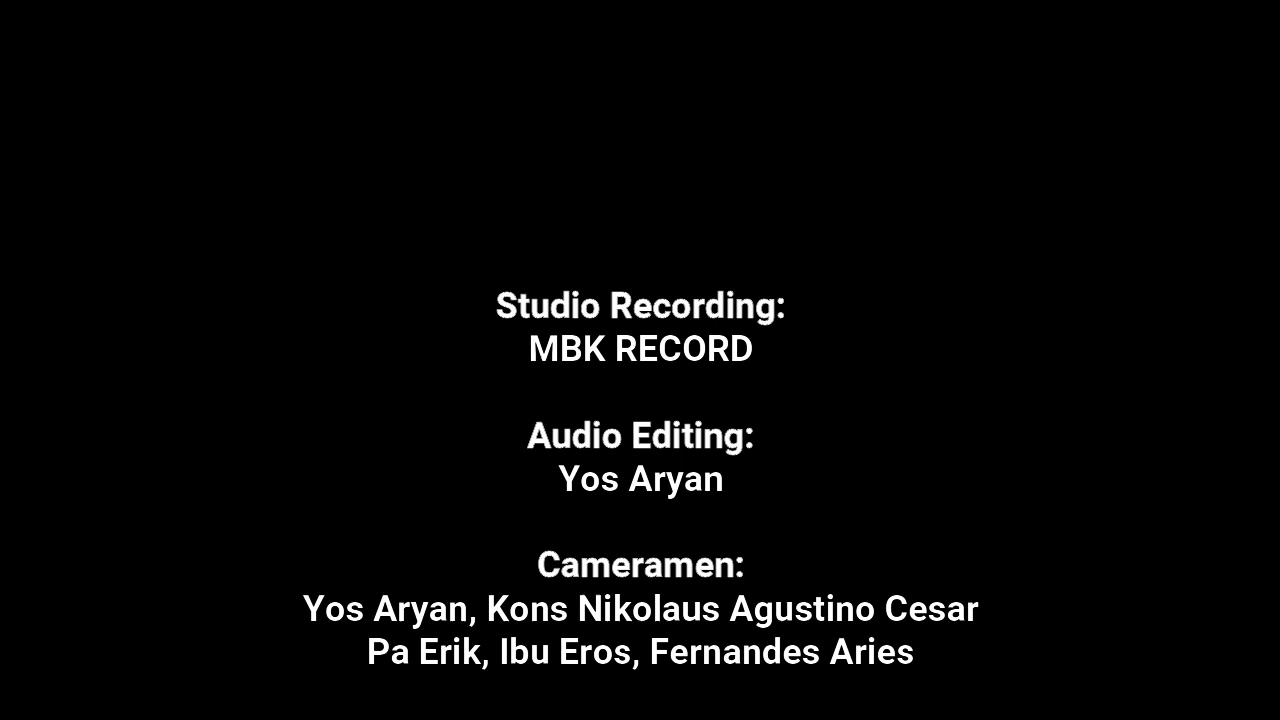 Studio Recording:
MBK RECORD
Audio Editing:
Yos Aryan
Cameramen:
Yos Aryan, Kons Nikolaus Agustino Cesar
Pa Erik, Ibu Eros, Fernandes Aries